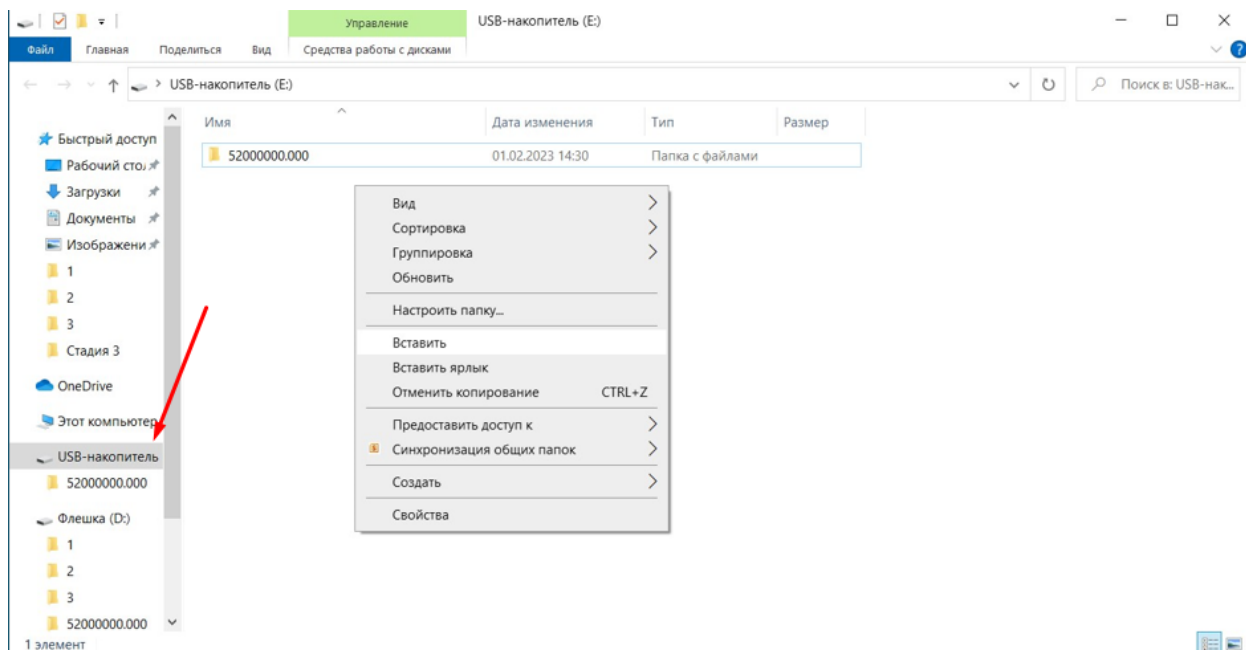 Управление
USB-накопитель (E:)
Файл Главная Поделиться Вид Средства работы с дисками
USB-накопитель (E:)
Поиск в: USB-нак...
Имя Дата изменения Тип Размер
52000000.000 01.02.2023 14:30 Папка с файлами
Быстрый доступ
Рабочий сто
Загрузки
Документы
Изображени
1
2
3
Стадия 3
OneDrive
Этот компьютер
USB-накопитель
52000000.000
Флешка (D:)
1
2
3
52000000.000
Вид
Сортировка
Группировка
Обновить
Настроить папку...
Вставить
Вставить ярлык
Отменить копирование CTRL+Z
Предоставить доступ к
Синхронизация общих папок
Создать
Свойства
1 элемент